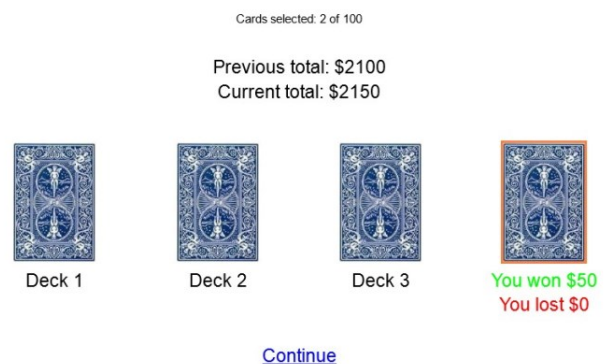 Cards selected: 2 of 100
Previous total: $2100
Current total: $2150
Deck 1
Deck 2
Deck 3
You won $50
You lost $0
Continue